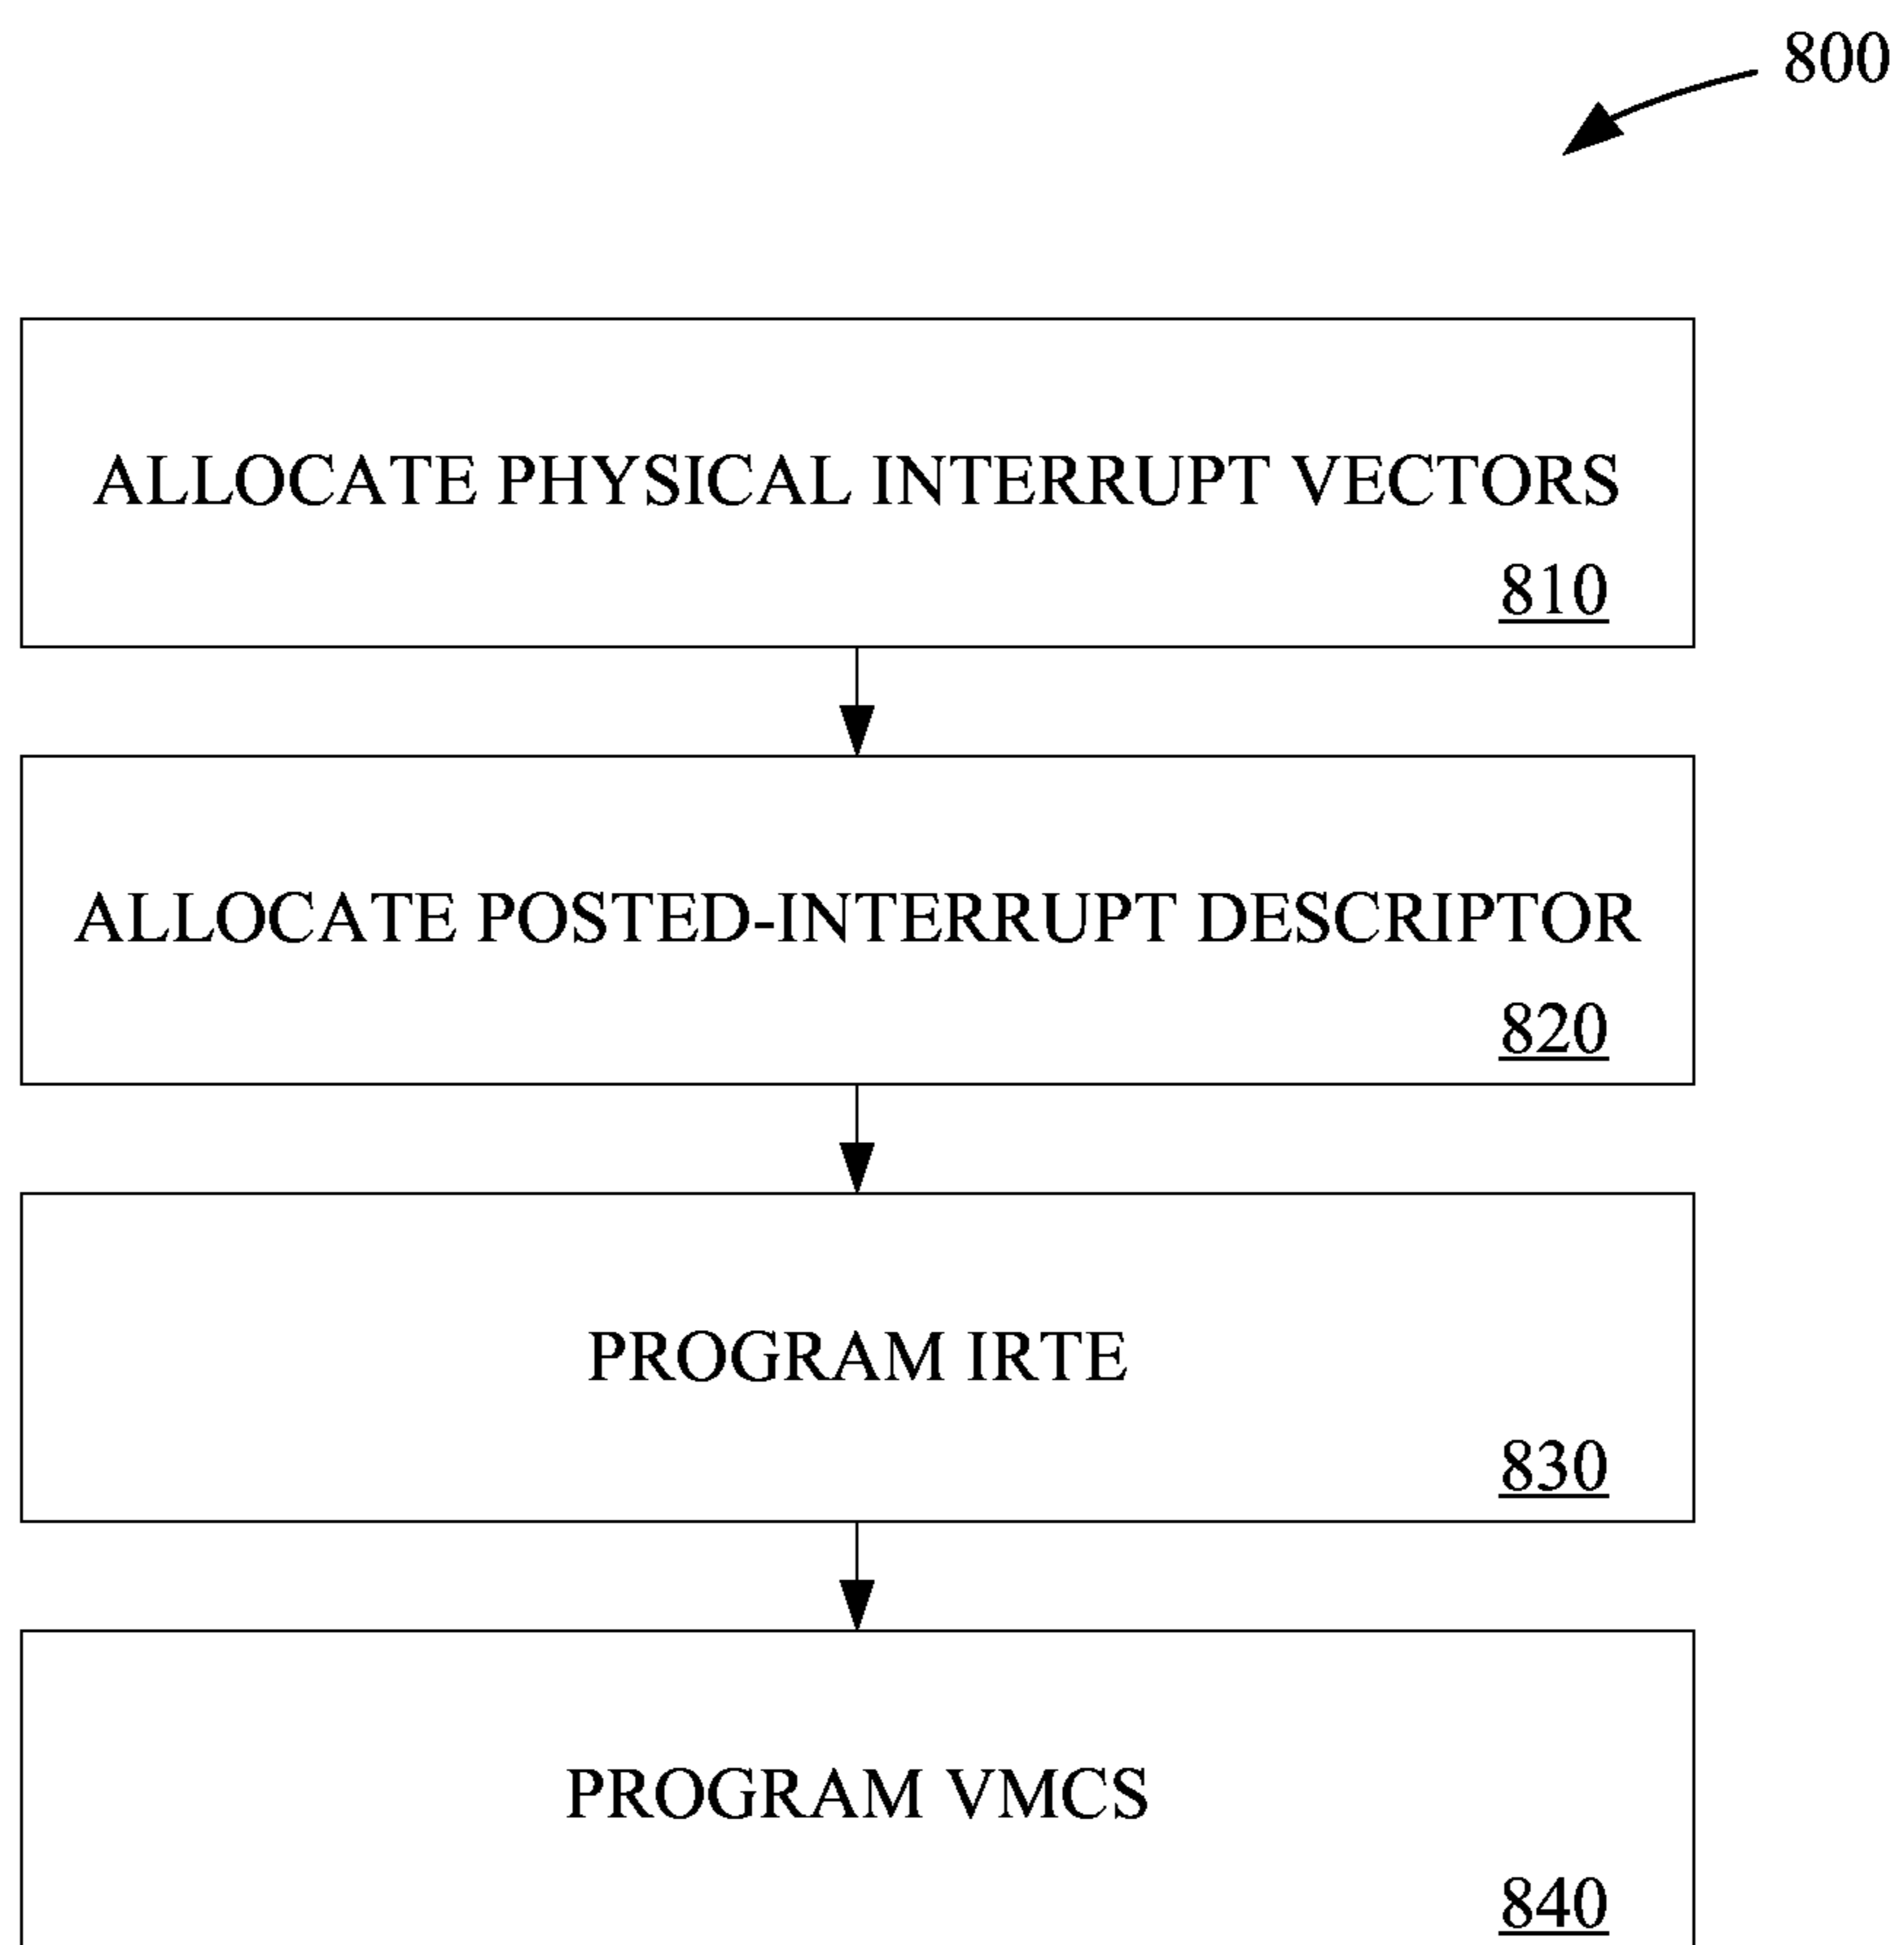 800
ALLOCATE PHYSICAL INTERRUPT VECTORS
810
ALLOCATE POSTED-INTERRUPT DESCRIPTOR
820
PROGRAM IRTE
830
PROGRAM VMCS
840